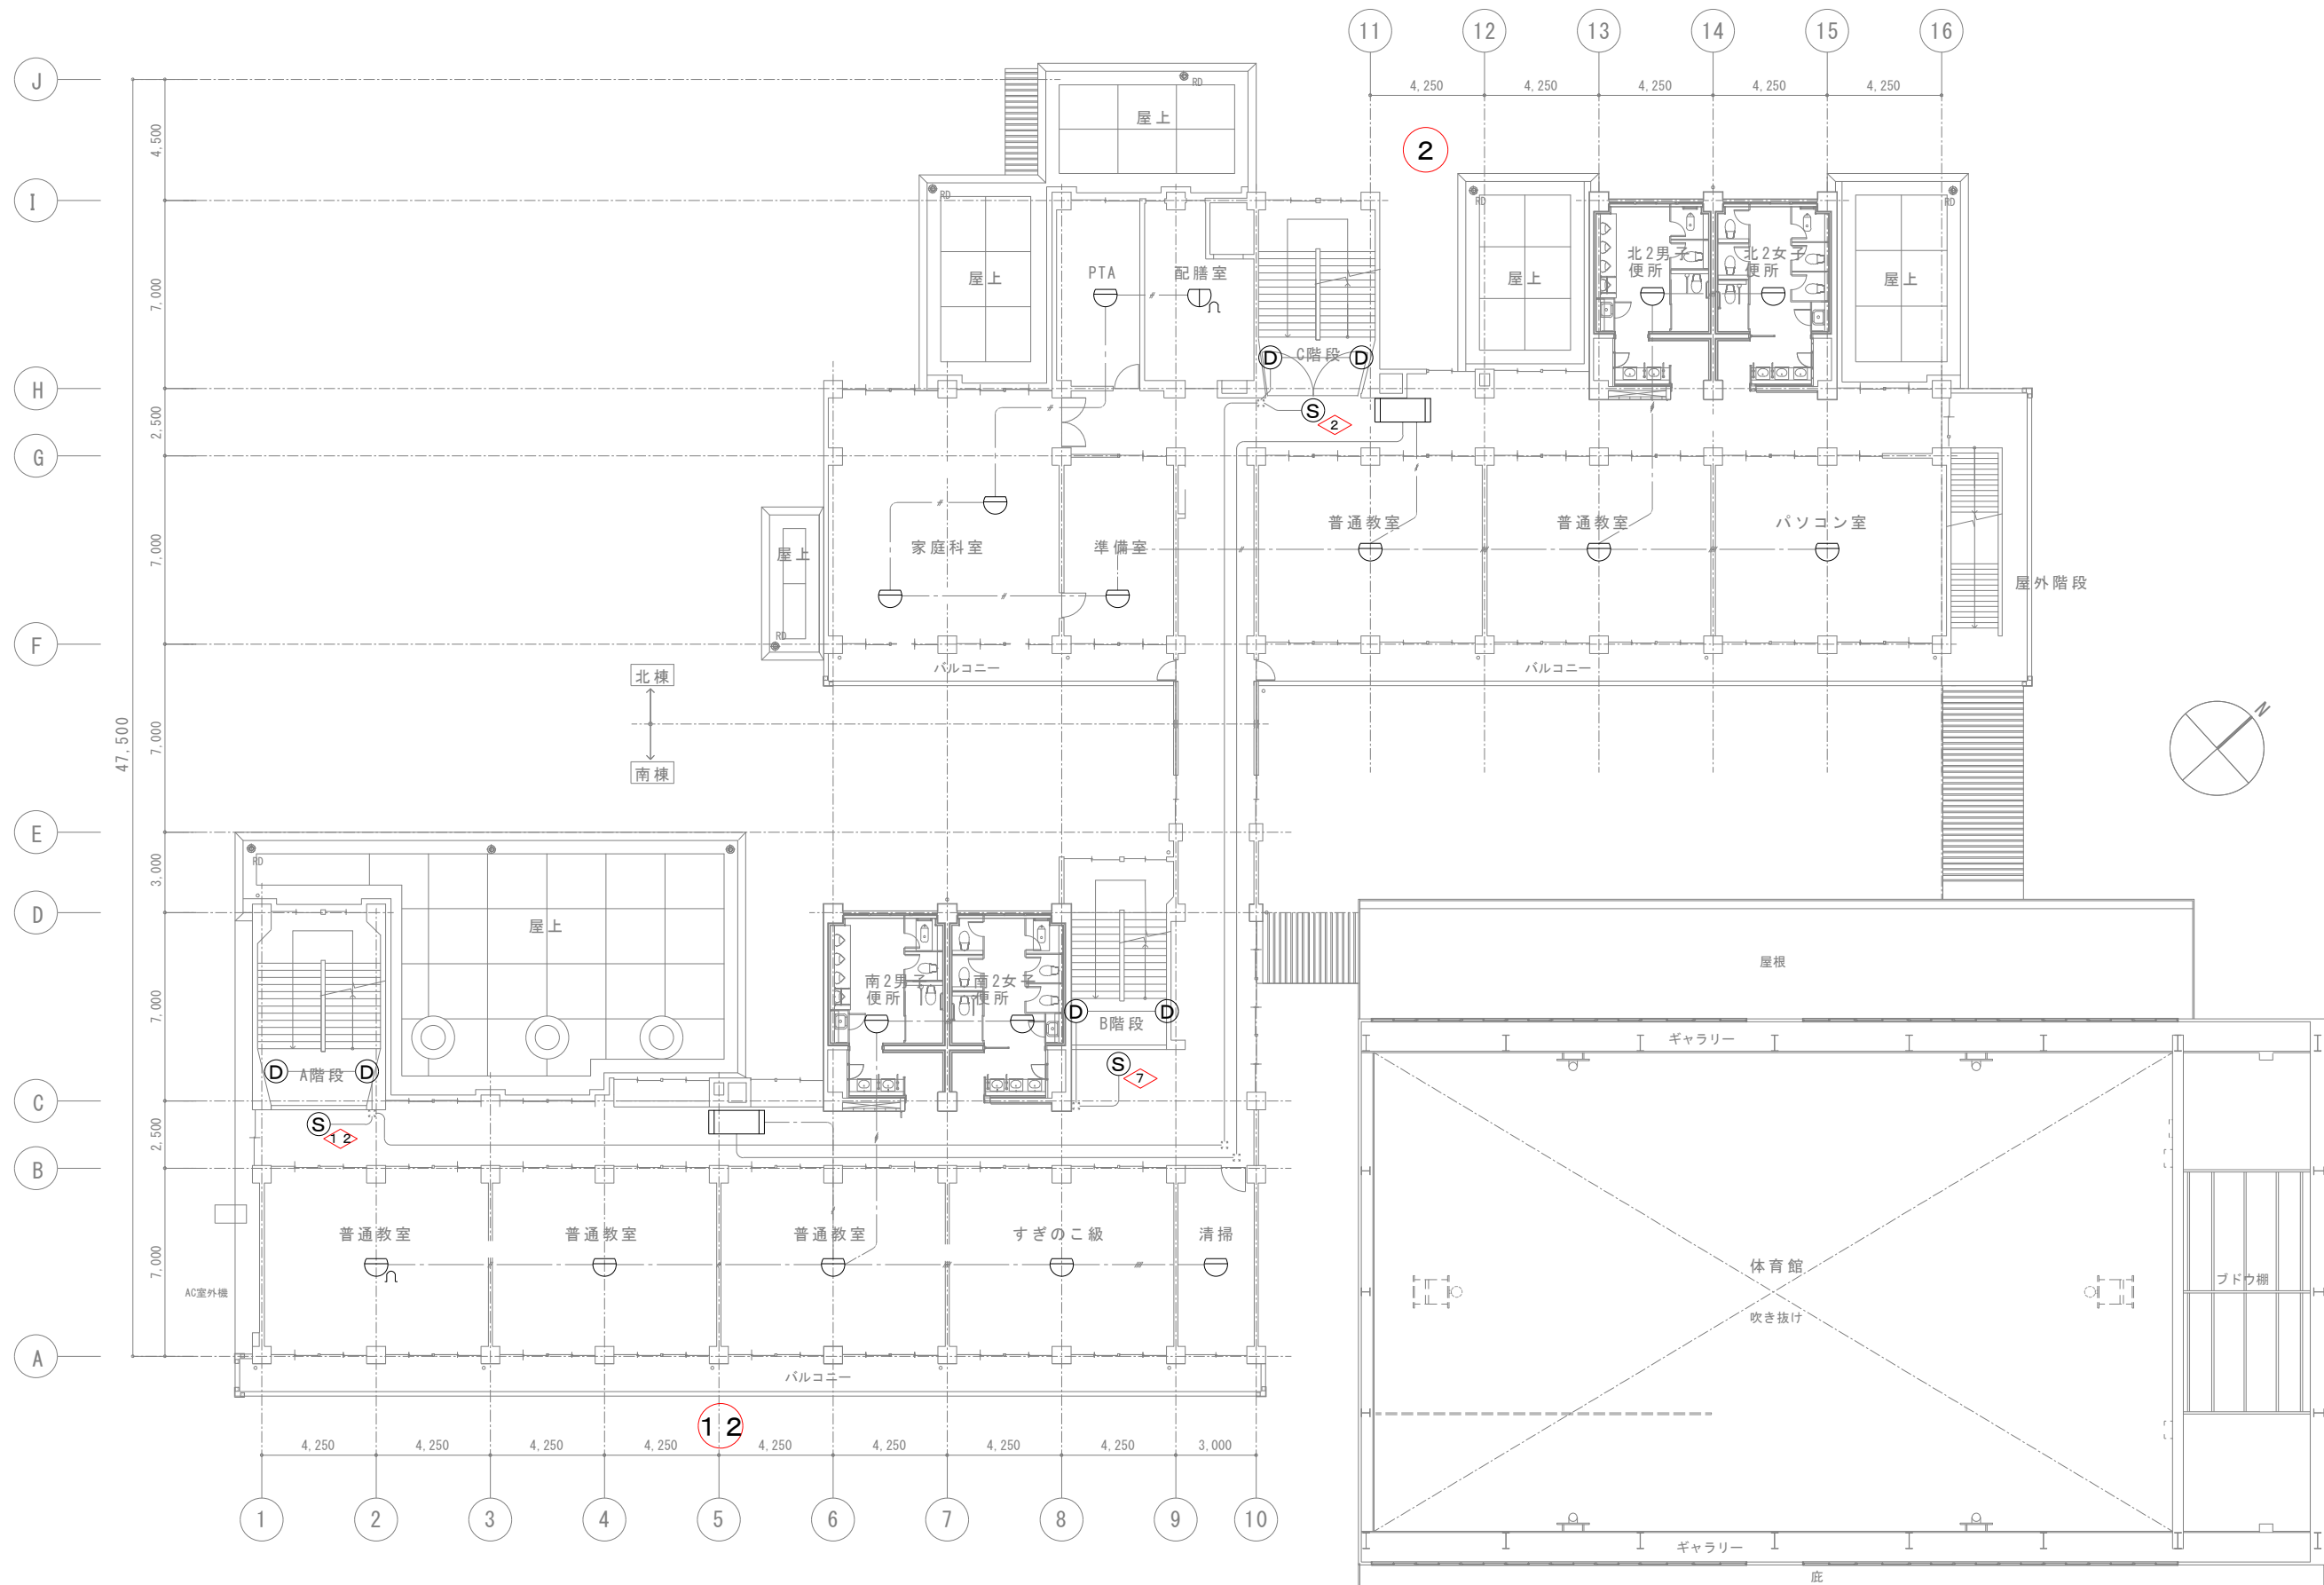 11
12
13
14
15
16
J
4,250
4,250
4,250
4,250
4,250
RD
屋上
4,500
2
I
RD
RD
RD
北2男子
便所
北2女子
便所
PTA
配膳室
屋上
屋上
屋上
7,000
C階段
D
D
H
S
2
2,500
G
普通教室
普通教室
パソコン室
家庭科室
準備室
屋上
7,000
屋外階段
RD
F
バルコニー
バルコニー
北棟
N
47,500
7,000
南棟
E
RD
3,000
D
屋上
屋根
南2男子
便所
南2女子
便所
7,000
D
D
B階段
ギャラリー
D
D
A階段
S
7
C
S
12
2,500
B
普通教室
普通教室
普通教室
すぎのこ級
清掃
7,000
体育館
ブドウ棚
AC室外機
吹き抜け
A
バルコニー
12
4,250
4,250
4,250
4,250
4,250
4,250
4,250
4,250
3,000
1
2
3
4
5
6
7
8
9
10
ギャラリー
庇